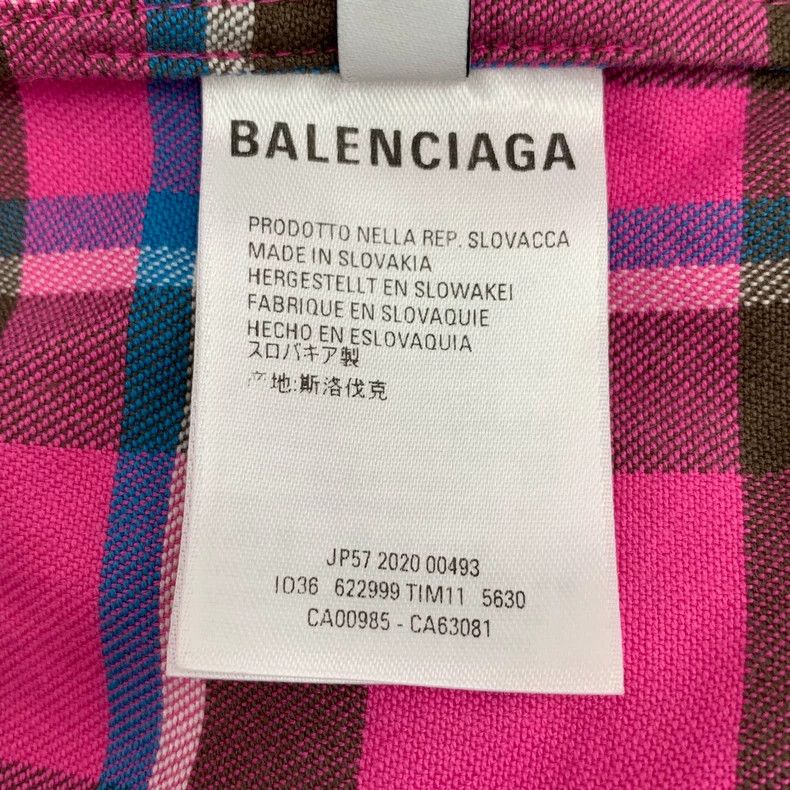 BALENCIAGA
PRODOTTO NELLA REP. SLOVACCA
MADE IN SLOVAKIA
HERGESTELLT EN SLOWAKEI
FABRIQUE EN SLOVAQUIE
HECHO EN ESLOVAQUIA
スロバキア製
产地:斯洛伐克
JP57 2020 00493
IO36 622999 TIM11 5630
CA00985 - CA63081